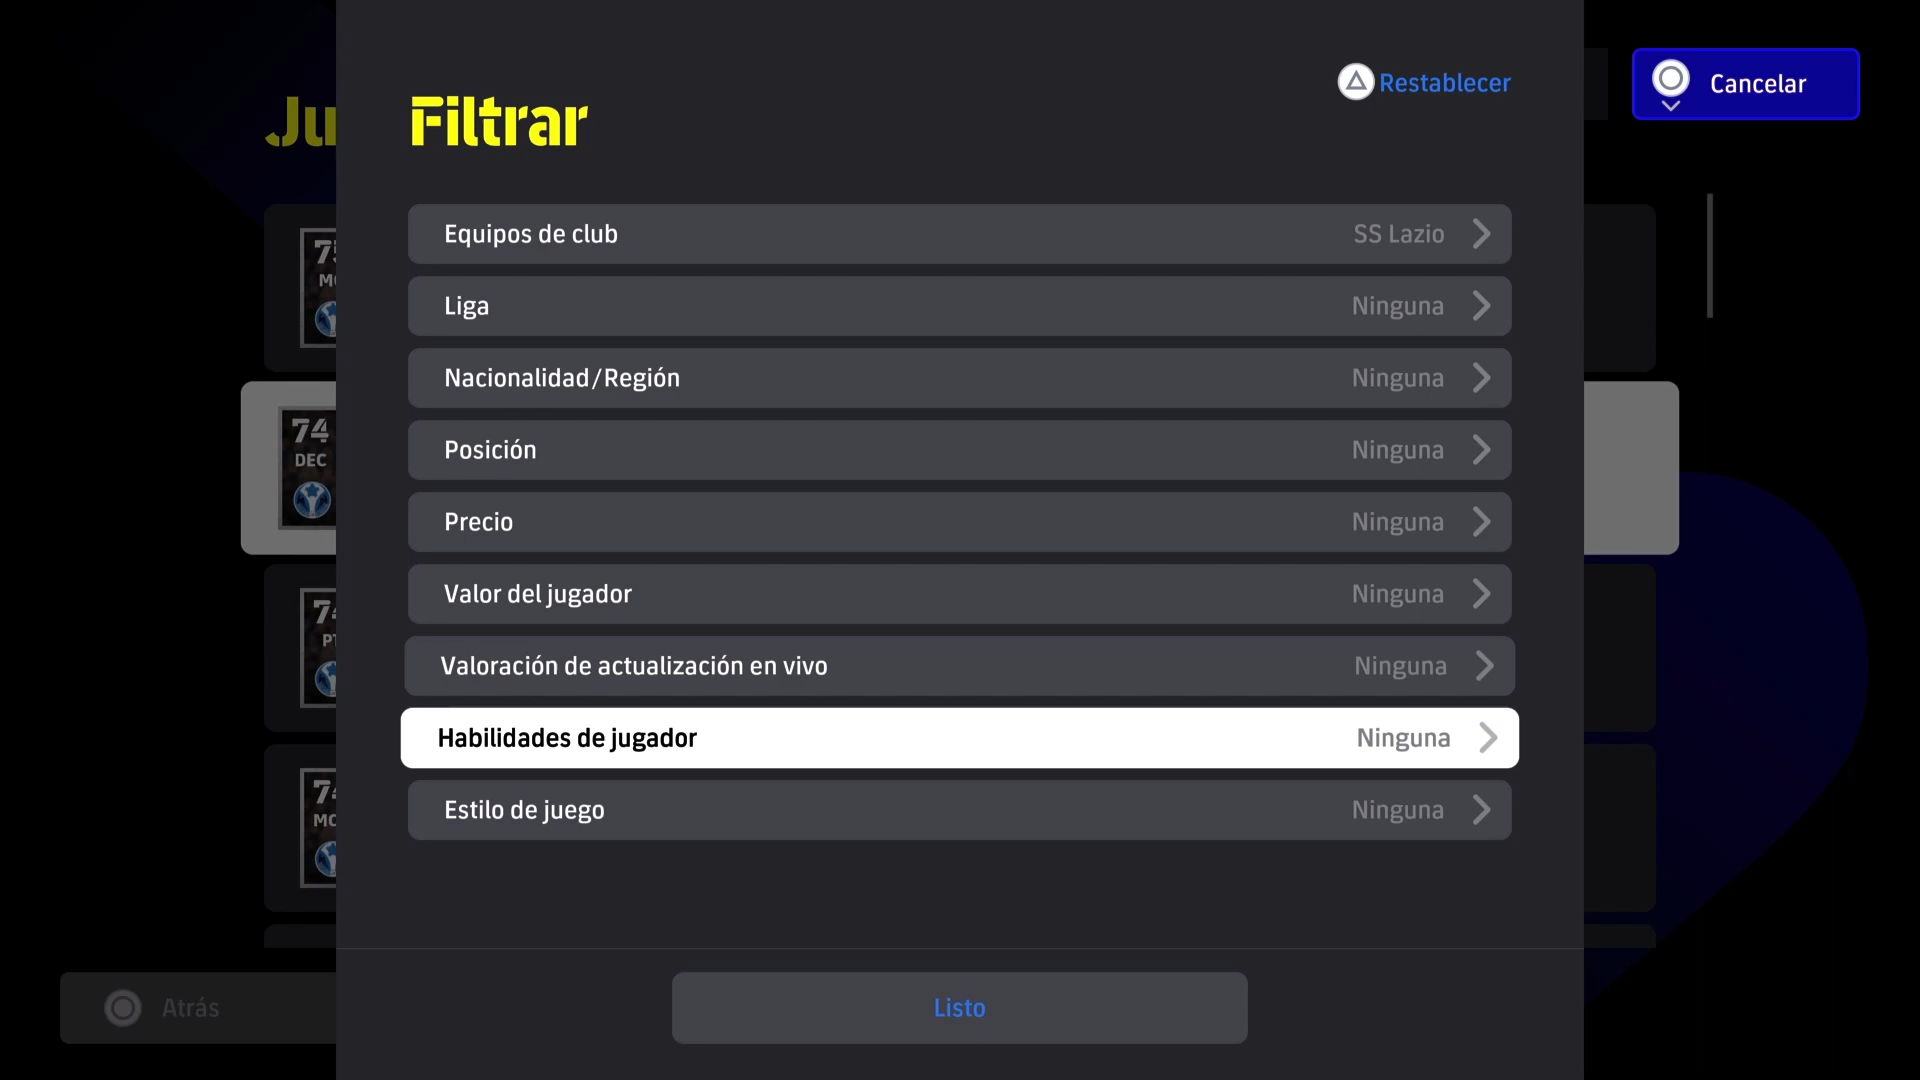 Restablecer
Cancelar
Ju
Filtrar
Equipos de club SS Lazio
Liga Ninguna
Nacionalidad/Región Ninguna
Posición Ninguna
Precio Ninguna
Valor del jugador Ninguna
Valoración de actualización en vivo Ninguna
Habilidades de jugador Ninguna
Estilo de juego Ninguna
74
DEC
Atrás
Listo